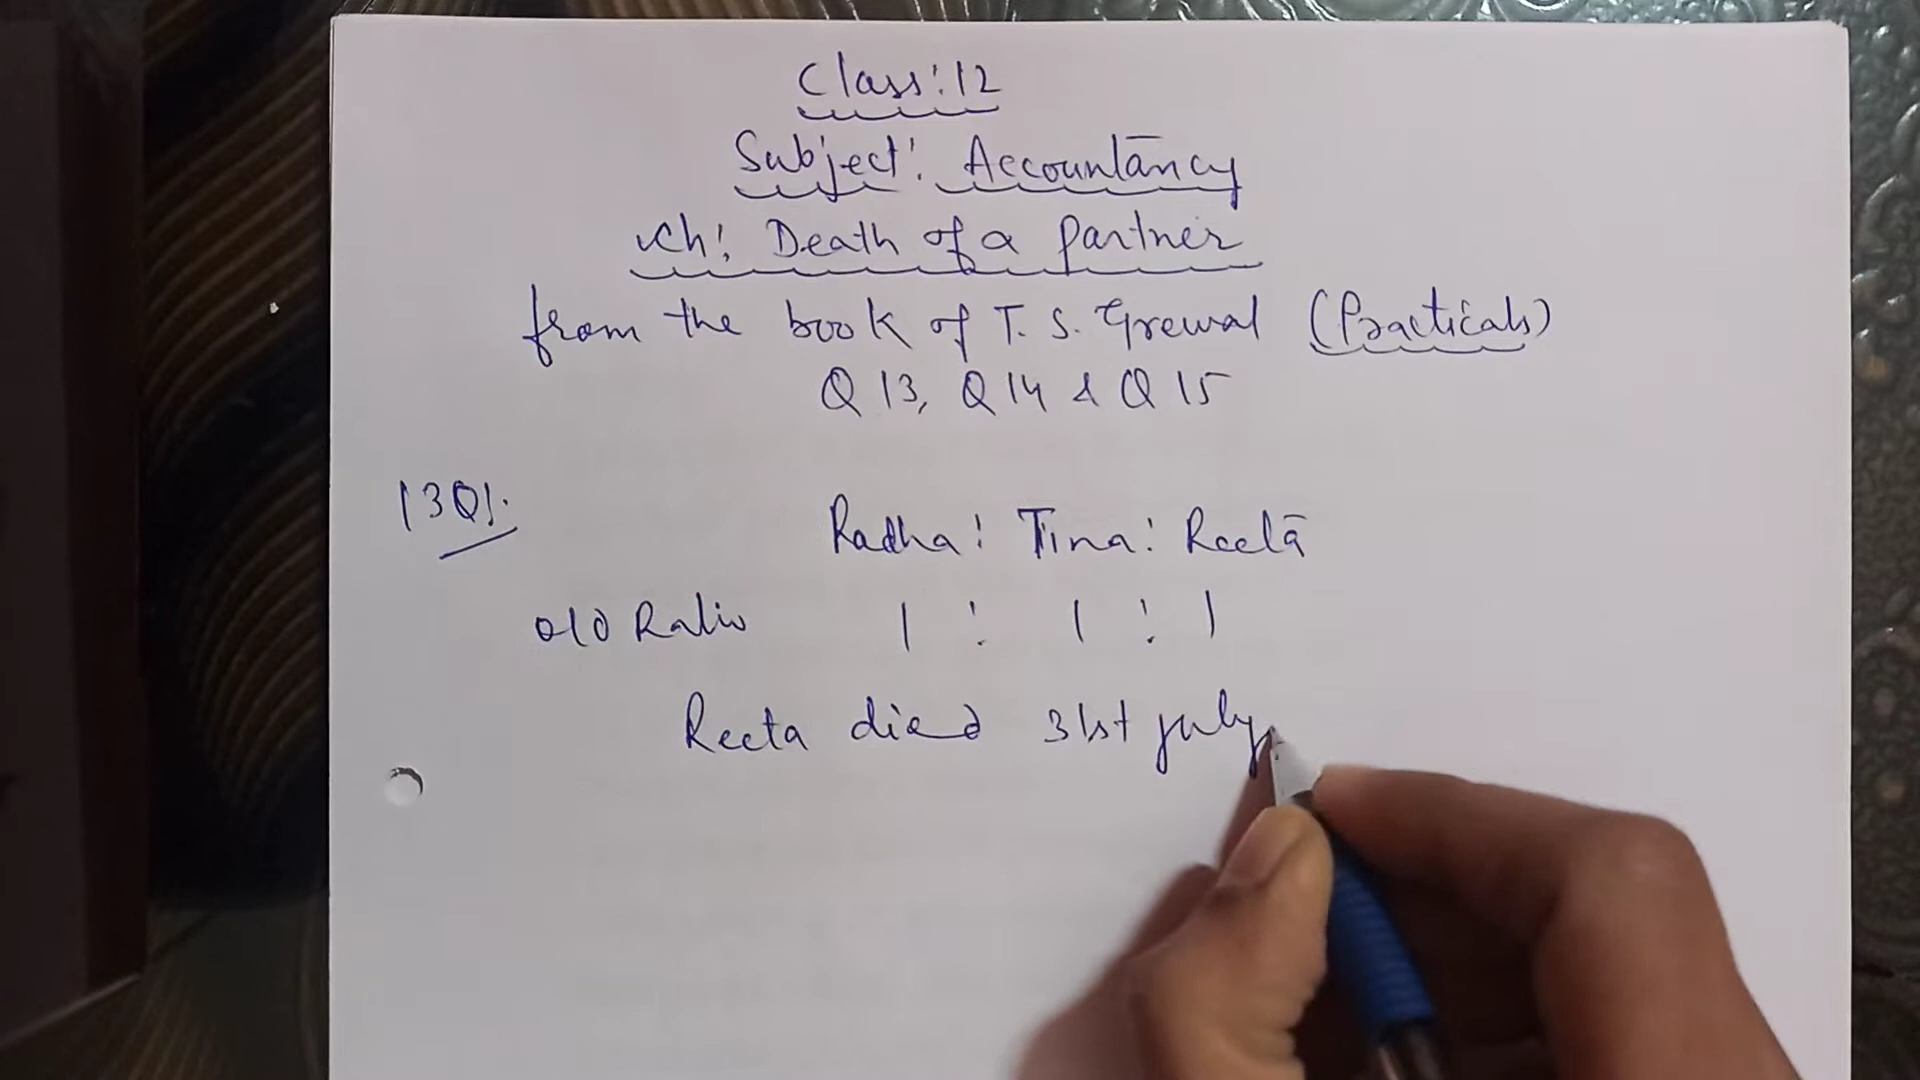 Class: 12
Subject: Accountancy
Ch: Death of a Partner
from the book of T. S. Grewal (Practicals)
Q 13, Q 14 & Q 15
13Q).
Radha : Tina : Reeta
Old Ratio 1 : 1 : 1
Reeta died 31st july